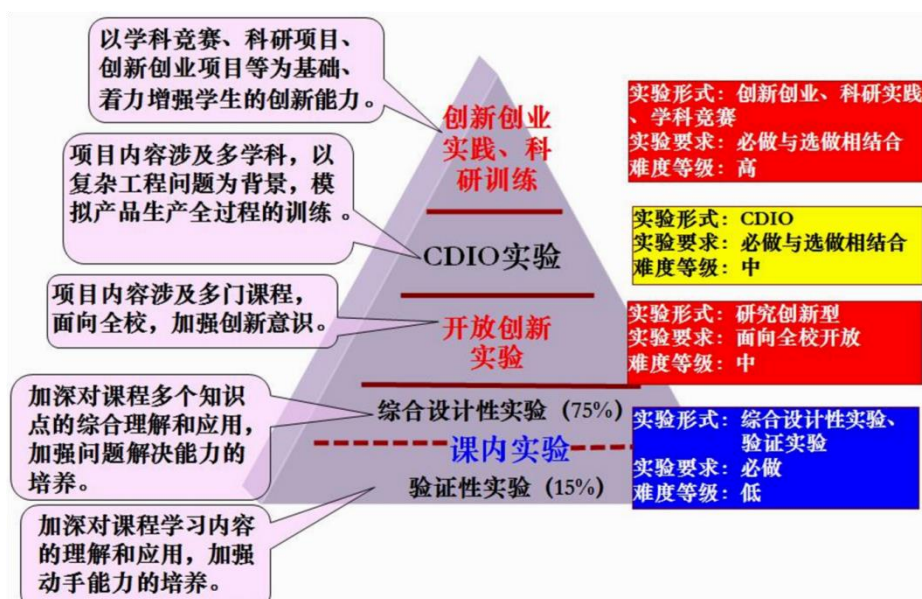 以学科竞赛、科研项目、
创新创业项目等为基础、
着力增强学生的创新能力。
项目内容涉及多学科，以
复杂工程问题为背景，模
拟产品生产全过程的训练 。
项目内容涉及多门课程，
面向全校，加强创新意识。
加深对课程多个知识
点的综合理解和应用，
加强问题解决能力的
培养。
加深对课程学习内容
的理解和应用，加强
动手能力的培养。
创新创业
实践、科
研训练
CDIO实验
开放创新
实验
综合设计性实验（75%）
课内实验
验证性实验（15%）
实验形式：创新创业、科研实践
、学科竞赛
实验要求：必做与选做相结合
难度等级：高
实验形式：CDIO
实验要求：必做与选做相结合
难度等级：中
实验形式：研究创新型
实验要求：面向全校开放
难度等级：中
实验形式：综合设计性实验、
验证实验
实验要求：必做
难度等级：低